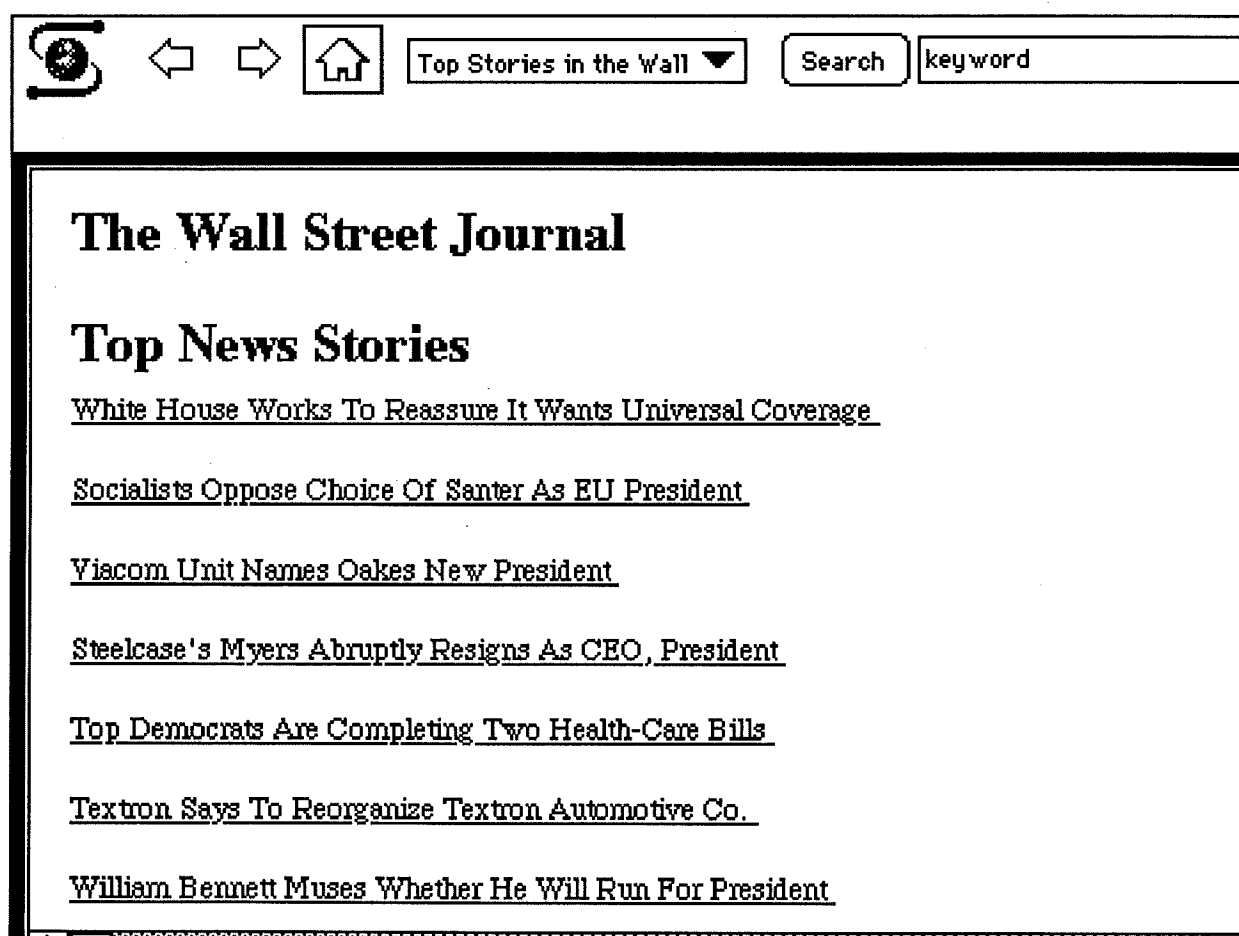 Top Stories in the Wall Search keyword
The Wall Street Journal
Top News Stories
White House Works To Reassure It Wants Universal Coverage
Socialists Oppose Choice Of Santer As EU President
Viacom Unit Names Oakes New President
Steelcase's Myers Abruptly Resigns As CEO, President
Top Democrats Are Completing Two Health-Care Bills
Textron Says To Reorganize Textron Automotive Co.
William Bennett Muses Whether He Will Run For President